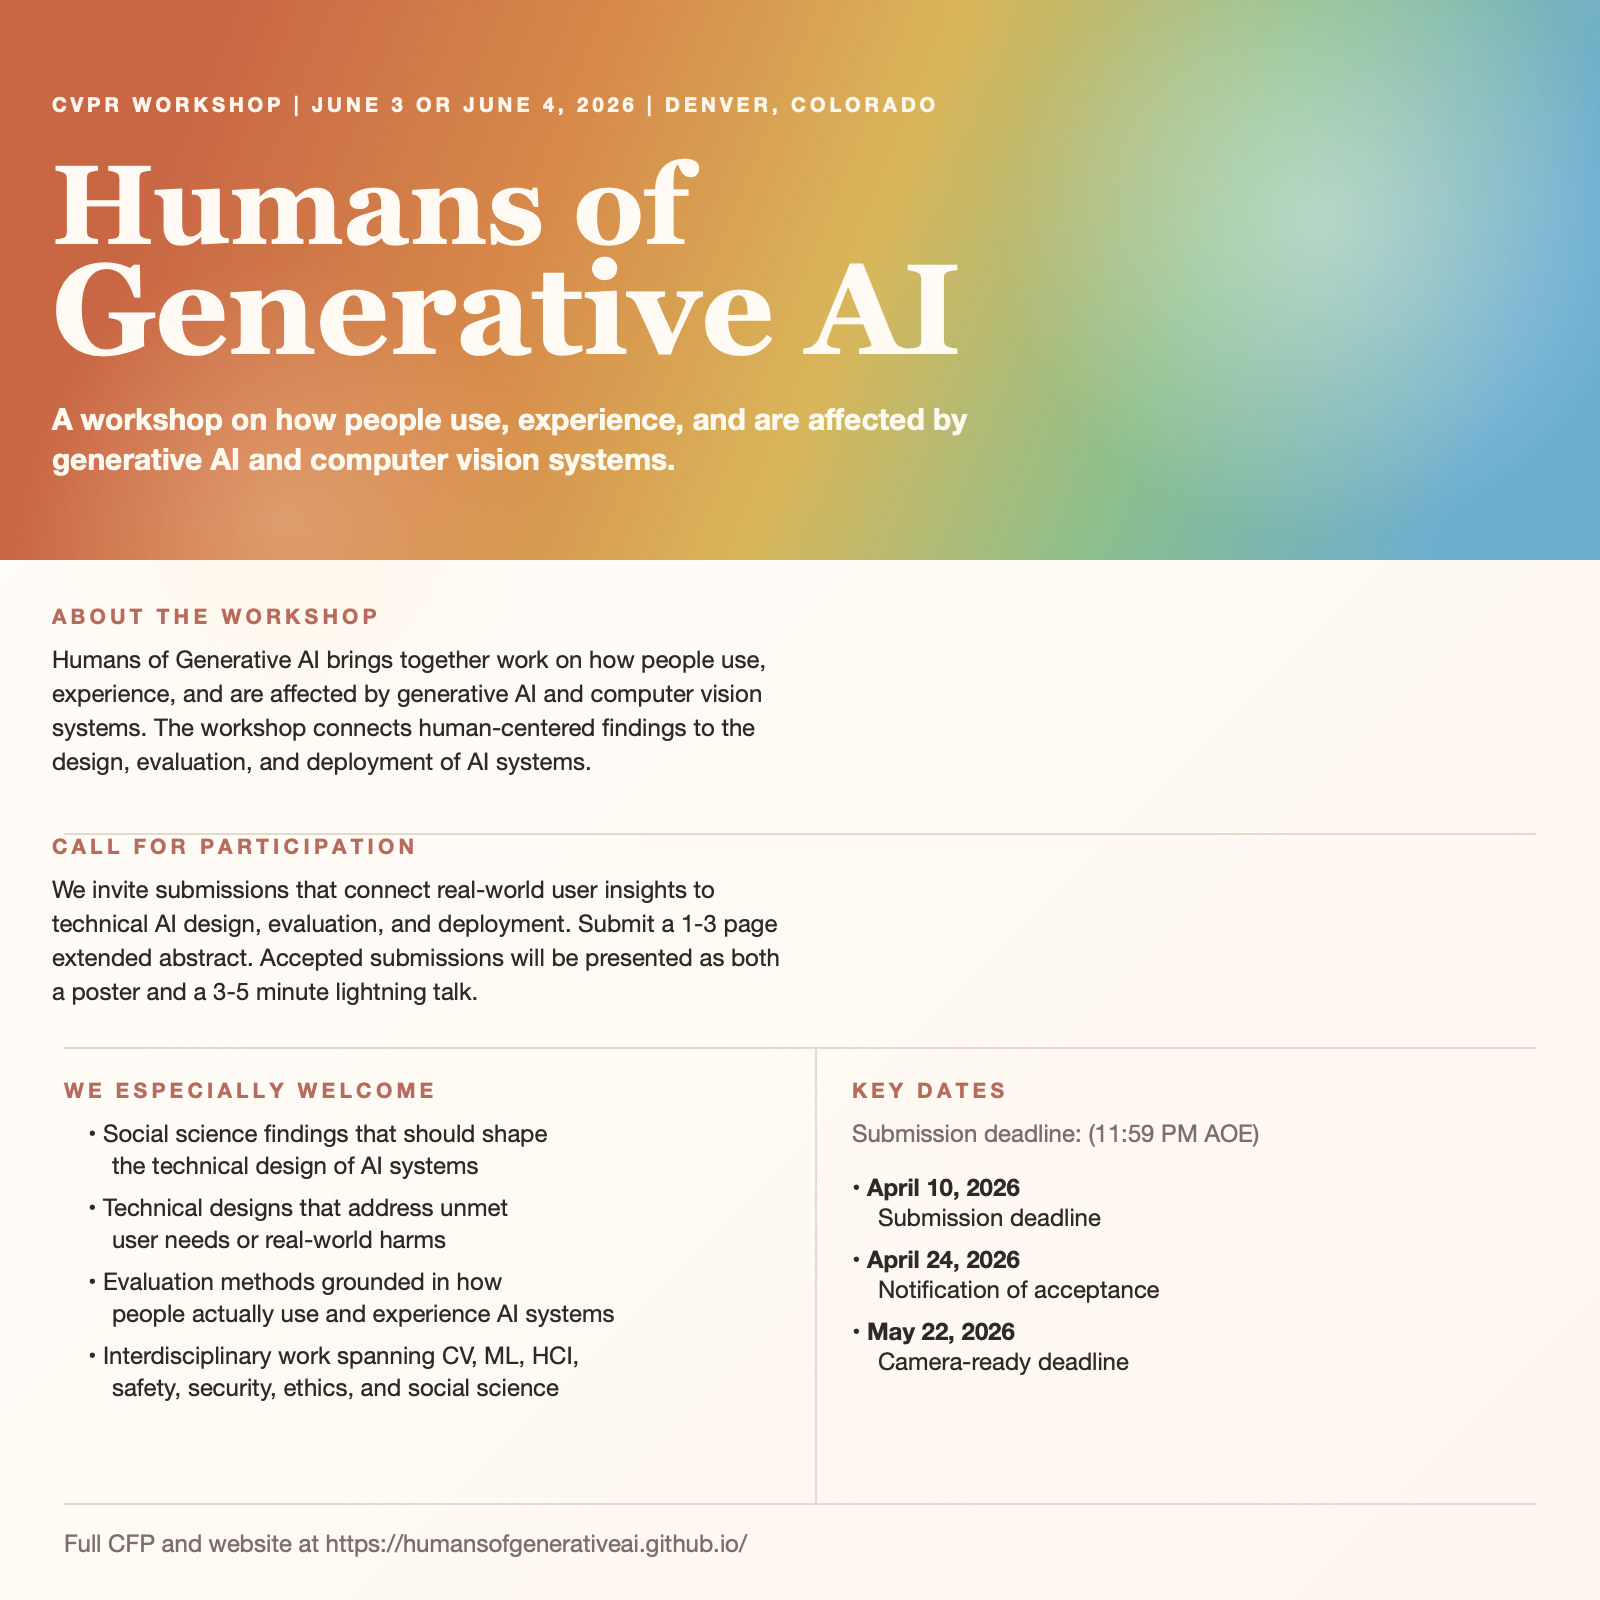 CVPR WORKSHOP | JUNE 3 OR JUNE 4, 2026 | DENVER, COLORADO
Humans of
Generative AI
A workshop on how people use, experience, and are affected by
generative AI and computer vision systems.
ABOUT THE WORKSHOP
Humans of Generative AI brings together work on how people use,
experience, and are affected by generative AI and computer vision
systems. The workshop connects human-centered findings to the
design, evaluation, and deployment of AI systems.
CALL FOR PARTICIPATION
We invite submissions that connect real-world user insights to
technical AI design, evaluation, and deployment. Submit a 1-3 page
extended abstract. Accepted submissions will be presented as both
a poster and a 3-5 minute lightning talk.
WE ESPECIALLY WELCOME
• Social science findings that should shape
the technical design of AI systems
• Technical designs that address unmet
user needs or real-world harms
• Evaluation methods grounded in how
people actually use and experience AI systems
• Interdisciplinary work spanning CV, ML, HCI,
safety, security, ethics, and social science
KEY DATES
Submission deadline: (11:59 PM AOE)
• April 10, 2026
Submission deadline
• April 24, 2026
Notification of acceptance
• May 22, 2026
Camera-ready deadline
Full CFP and website at https://humansofgenerativeai.github.io/